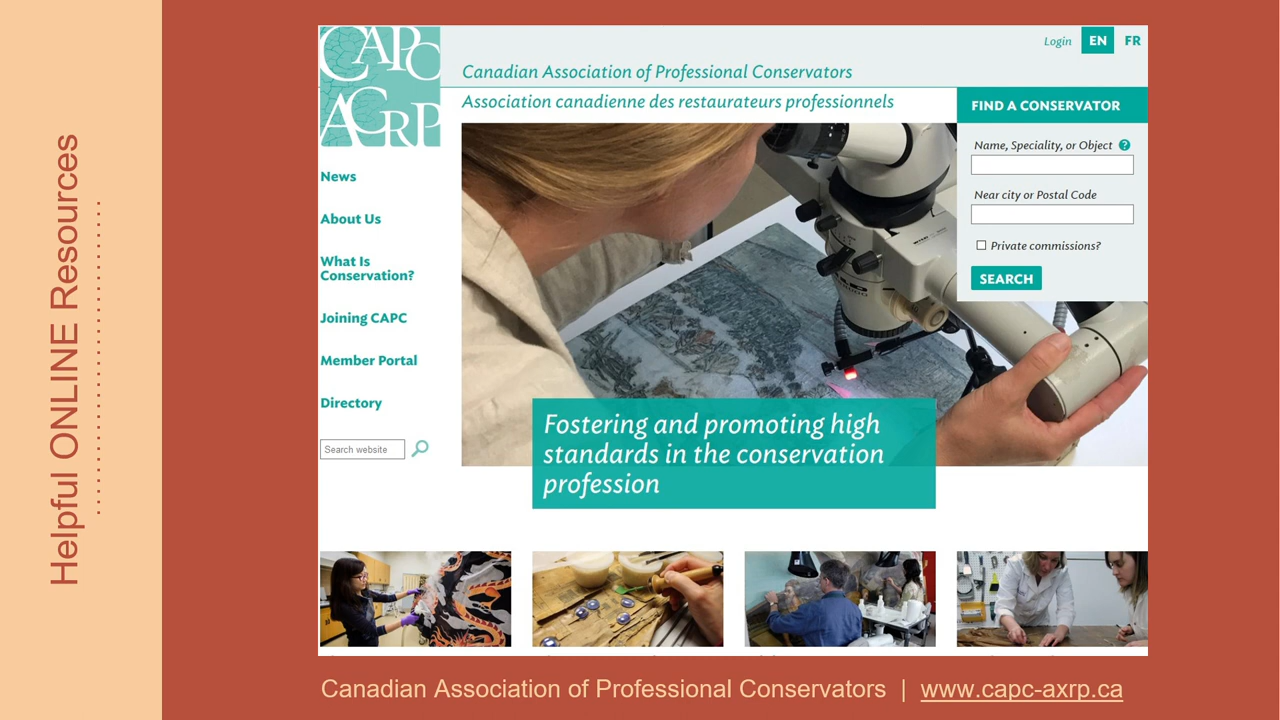 Helpful ONLINE Resources
CAPC
ACRP
Login EN FR
Canadian Association of Professional Conservators
Association canadienne des restaurateurs professionnels
FIND A CONSERVATOR
Name, Speciality, or Object ?
Near city or Postal Code
Private commissions?
SEARCH
News
About Us
What Is
Conservation?
Joining CAPC
Member Portal
Directory
Search website
Fostering and promoting high
standards in the conservation
profession
Canadian Association of Professional Conservators | www.capc-axrp.ca